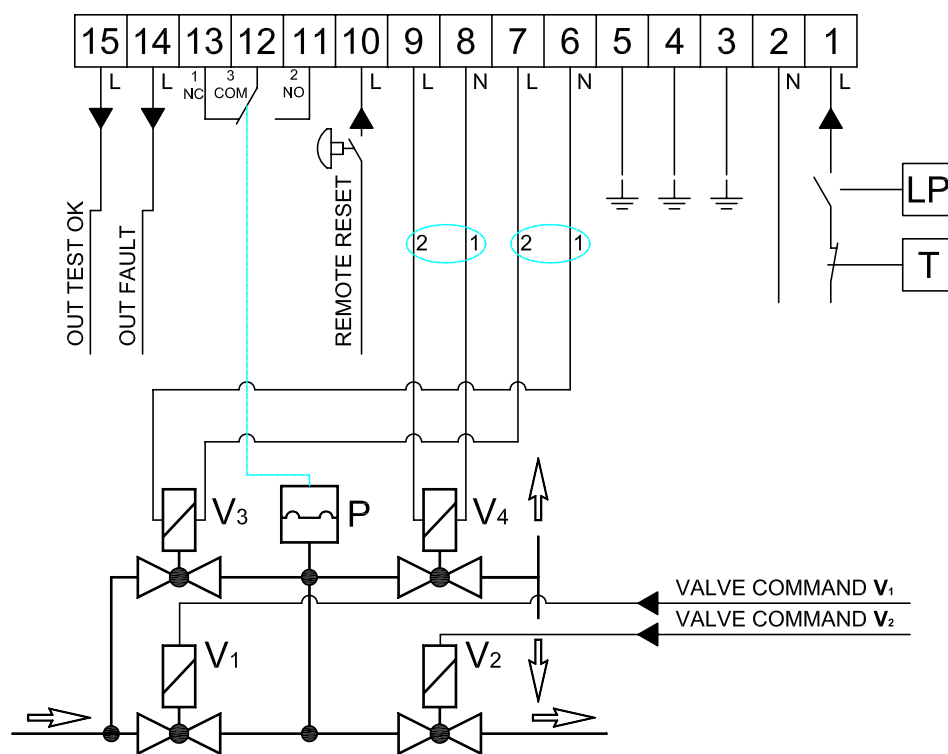 15 14 13 12 11 10 9 8 7 6 5 4 3 2 1
L L 1 3 2 L L N L N N L
NC COM NO
LP
2 1 2 1
T
OUT TEST OK
OUT FAULT
REMOTE RESET
V3 P V4
VALVE COMMAND V1
VALVE COMMAND V2
V1 V2